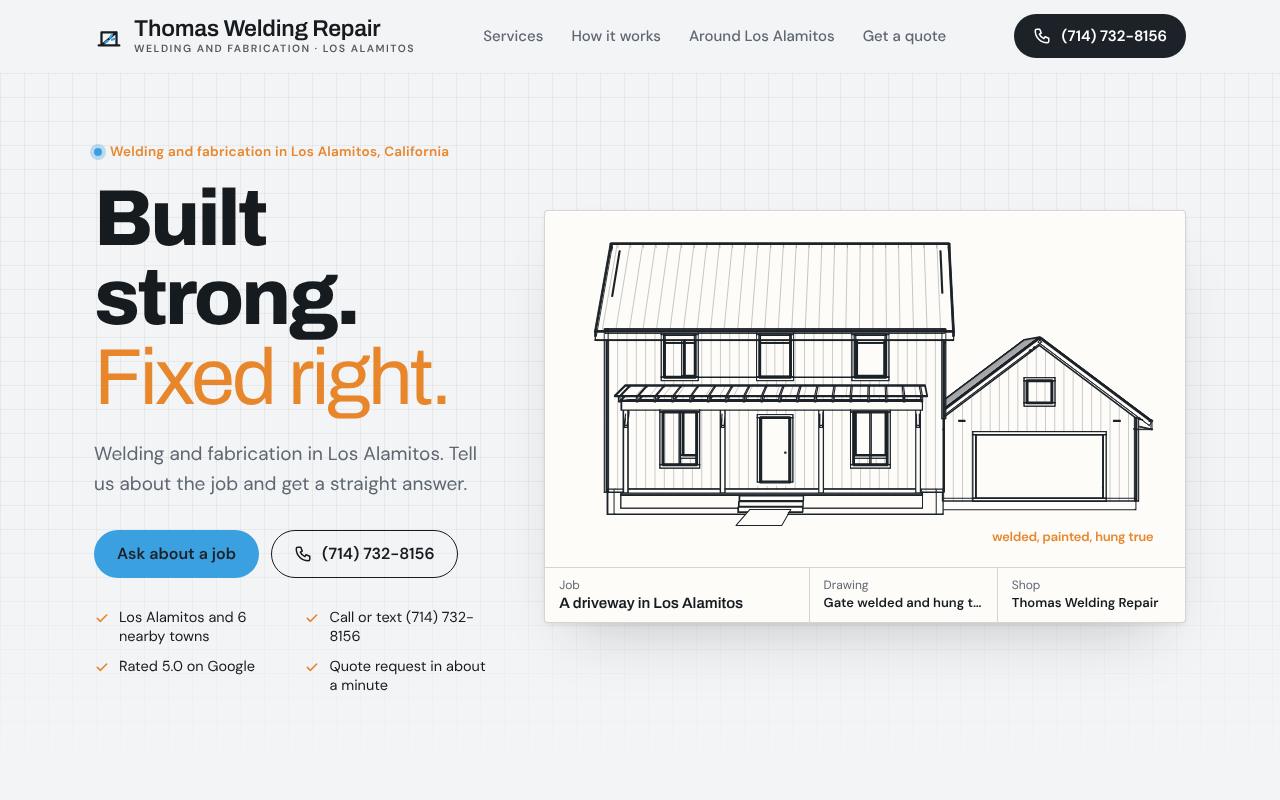 Thomas Welding Repair
WELDING AND FABRICATION · LOS ALAMITOS
Services
How it works
Around Los Alamitos
Get a quote
(714) 732-8156
Welding and fabrication in Los Alamitos, California
Built
strong.
Fixed right.
Welding and fabrication in Los Alamitos. Tell
us about the job and get a straight answer.
Ask about a job
(714) 732-8156
Los Alamitos and 6
nearby towns
Call or text (714) 732-
8156
Rated 5.0 on Google
Quote request in about
a minute
welded, painted, hung true
Job
A driveway in Los Alamitos
Drawing
Gate welded and hung t…
Shop
Thomas Welding Repair